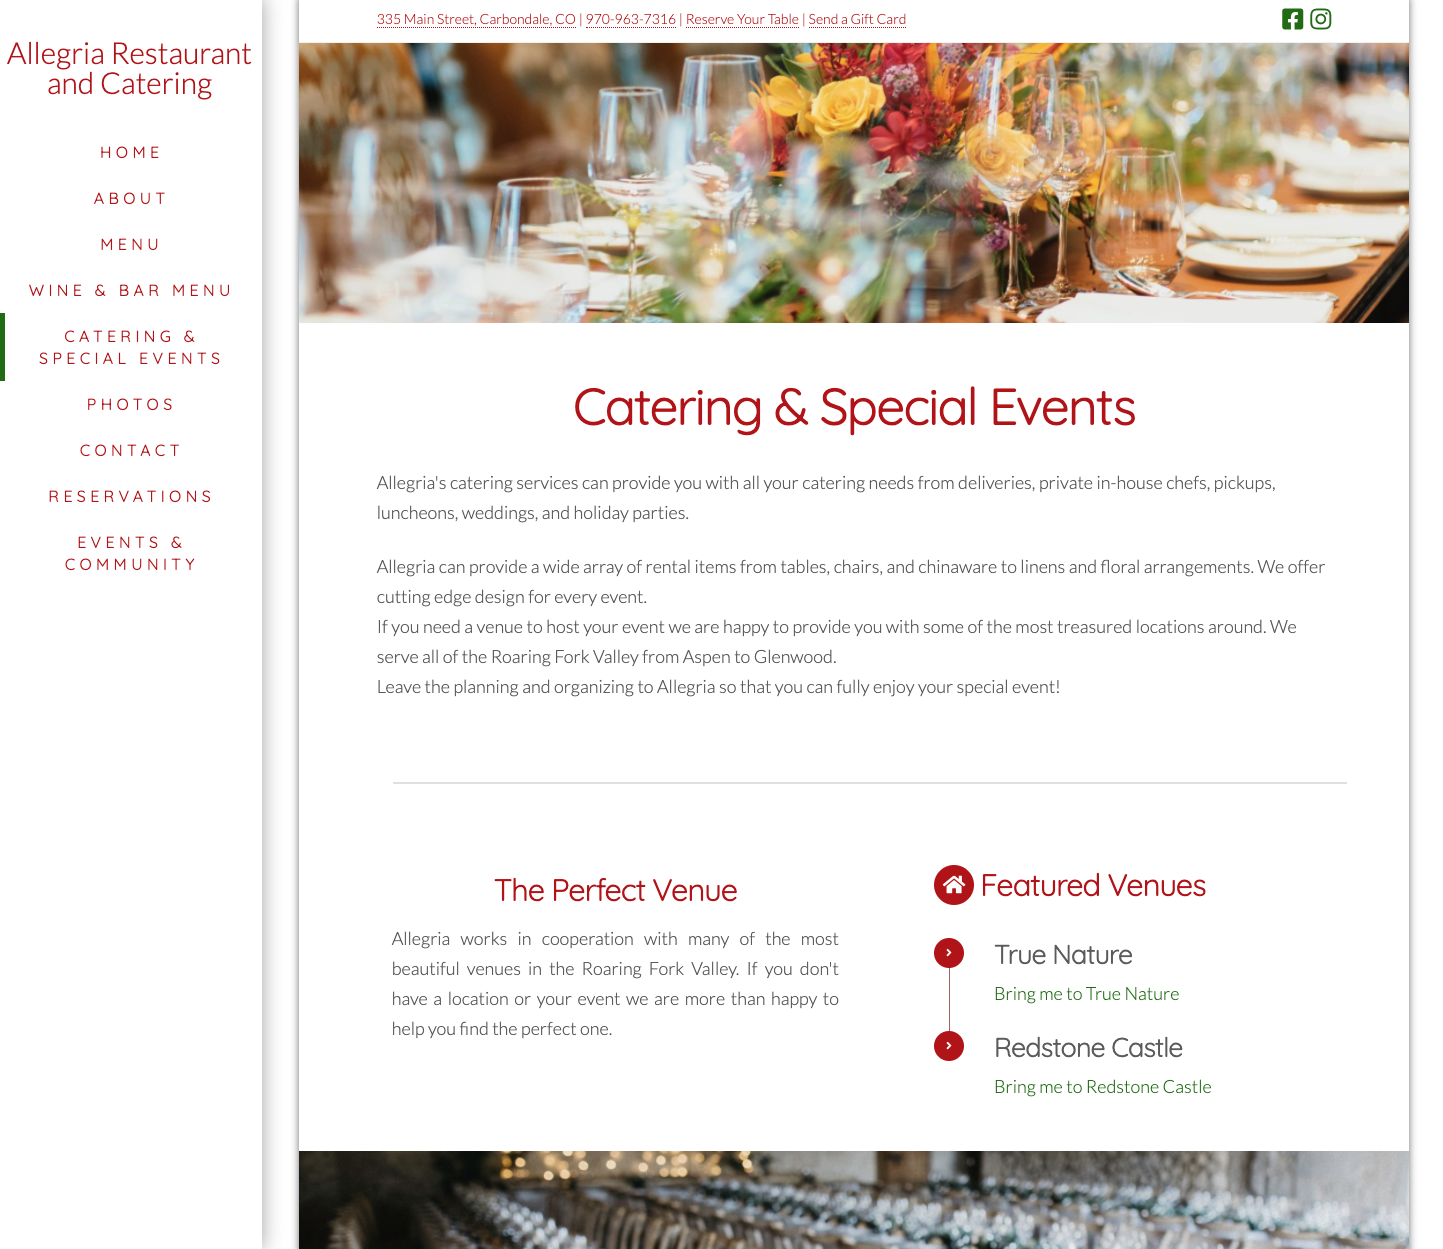 Allegria Restaurant
and Catering
HOME
ABOUT
MENU
WINE & BAR MENU
CATERING &
SPECIAL EVENTS
PHOTOS
CONTACT
RESERVATIONS
EVENTS &
COMMUNITY
335 Main Street, Carbondale, CO | 970-963-7316 | Reserve Your Table | Send a Gift Card
Catering & Special Events
Allegria's catering services can provide you with all your catering needs from deliveries, private in-house chefs, pickups,
luncheons, weddings, and holiday parties.
Allegria can provide a wide array of rental items from tables, chairs, and chinaware to linens and floral arrangements. We offer
cutting edge design for every event.
If you need a venue to host your event we are happy to provide you with some of the most treasured locations around. We
serve all of the Roaring Fork Valley from Aspen to Glenwood.
Leave the planning and organizing to Allegria so that you can fully enjoy your special event!
The Perfect Venue
Allegria works in cooperation with many of the most
beautiful venues in the Roaring Fork Valley. If you don't
have a location or your event we are more than happy to
help you find the perfect one.
Featured Venues
True Nature
Bring me to True Nature
Redstone Castle
Bring me to Redstone Castle